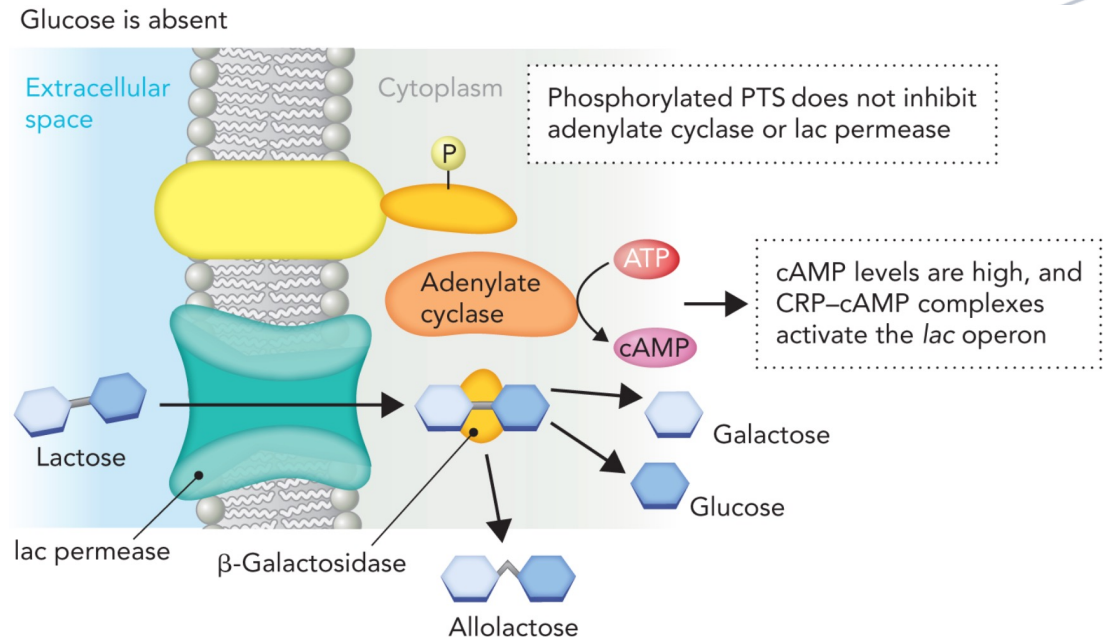 Glucose is absent
Extracellular
space
Cytoplasm
Phosphorylated PTS does not inhibit
adenylate cyclase or lac permease
P
Adenylate
cyclase
ATP
cAMP
cAMP levels are high, and
CRP–cAMP complexes
activate the lac operon
Lactose
Galactose
Glucose
lac permease
β-Galactosidase
Allolactose